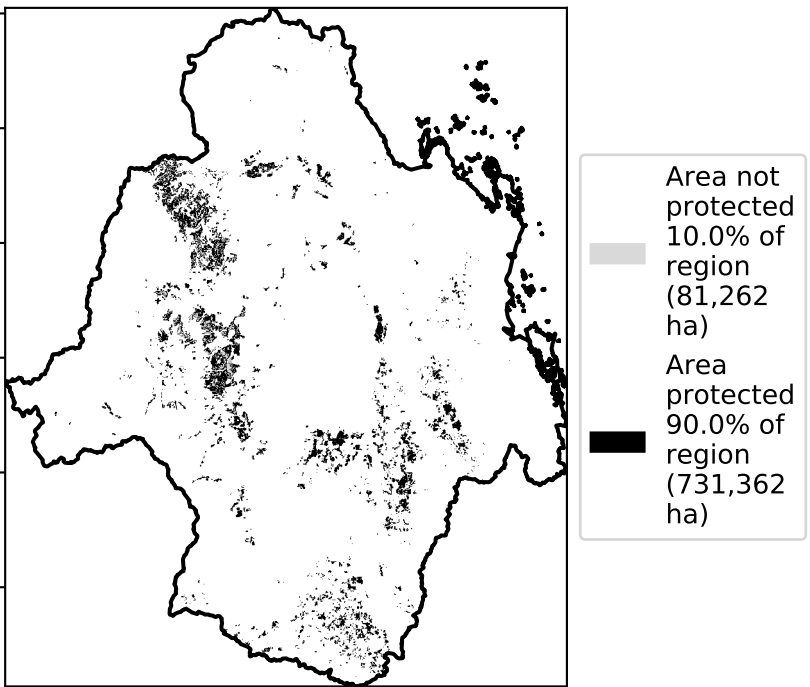 Area not
protected
10.0% of
region
(81,262
ha)
Area
protected
90.0% of
region
(731,362
ha)